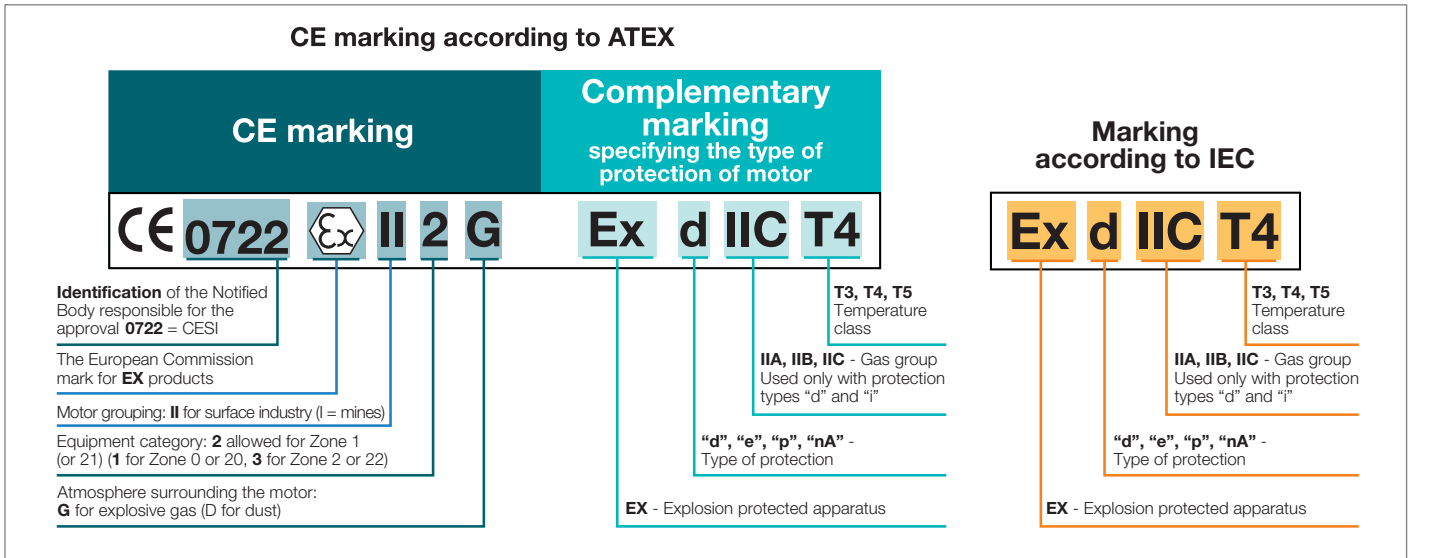 CE marking according to ATEX
CE marking
Complementary
marking
specifying the type of
protection of motor
CE 0722 Ex II 2 G Ex d IIC T4
Identification of the Notified
Body responsible for the
approval 0722 = CESI
The European Commission
mark for EX products
Motor grouping: II for surface industry (I = mines)
Equipment category: 2 allowed for Zone 1
(or 21) (1 for Zone 0 or 20, 3 for Zone 2 or 22)
Atmosphere surrounding the motor:
G for explosive gas (D for dust)
T3, T4, T5
Temperature
class
IIA, IIB, IIC - Gas group
Used only with protection
types “d” and “i”
“d”, “e”, “p”, “nA” -
Type of protection
EX - Explosion protected apparatus
Marking
according to IEC
Ex d IIC T4
T3, T4, T5
Temperature
class
IIA, IIB, IIC - Gas group
Used only with protection
types “d” and “i”
“d”, “e”, “p”, “nA” -
Type of protection
EX - Explosion protected apparatus